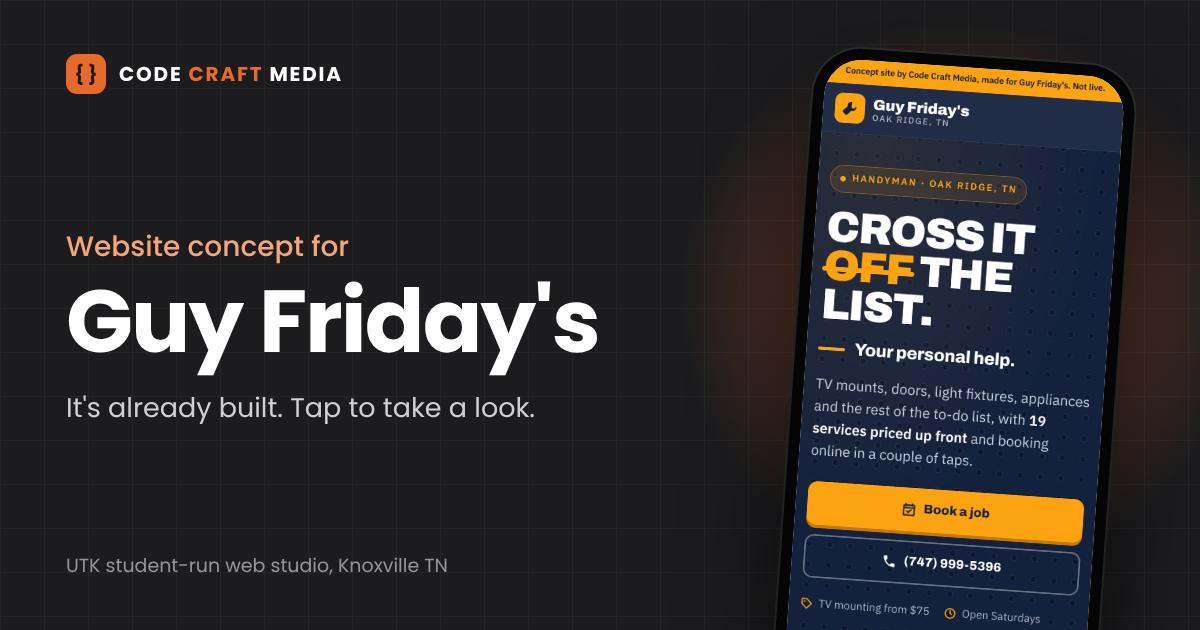 { } CODE CRAFT MEDIA
Website concept for
Guy Friday's
It's already built. Tap to take a look.
UTK student-run web studio, Knoxville TN
Concept site by Code Craft Media, made for Guy Friday's. Not live.
Guy Friday's
OAK RIDGE, TN
HANDYMAN · OAK RIDGE, TN
CROSS IT
OFF THE
LIST.
Your personal help.
TV mounts, doors, light fixtures, appliances
and the rest of the to-do list, with 19
services priced up front and booking
online in a couple of taps.
Book a job
(747) 999-5396
TV mounting from $75 Open Saturdays